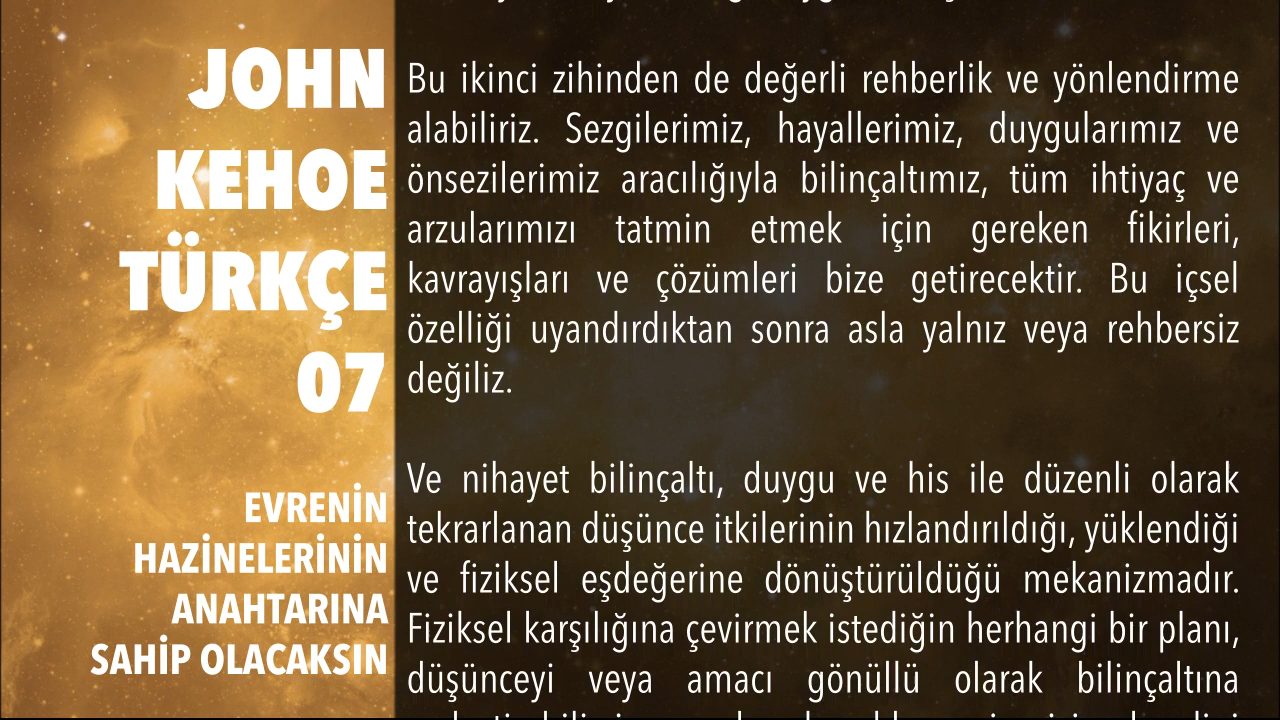 JOHN
KEHOE
TÜRKÇE
07
EVRENİN
HAZİNELERİNİN
ANAHTARINA
SAHİP OLACAKSIN
Bu ikinci zihinden de değerli rehberlik ve yönlendirme
alabiliriz. Sezgilerimiz, hayallerimiz, duygularımız ve
önsezilerimiz aracılığıyla bilinçaltımız, tüm ihtiyaç ve
arzularımızı tatmin etmek için gereken fikirleri,
kavrayışları ve çözümleri bize getirecektir. Bu içsel
özelliği uyandırdıktan sonra asla yalnız veya rehbersiz
değiliz.
Ve nihayet bilinçaltı, duygu ve his ile düzenli olarak
tekrarlanan düşünce itkilerinin hızlandırıldığı, yüklendiği
ve fiziksel eşdeğerine dönüştürüldüğü mekanizmadır.
Fiziksel karşılığına çevirmek istediğin herhangi bir planı,
düşünceyi veya amacı gönüllü olarak bilinçaltına